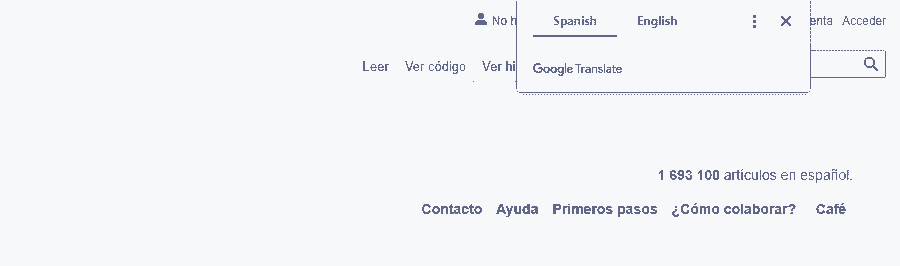 No h
Spanish English
enta Acceder
Leer Ver código Ver hi
Google Translate
1 693 100 artículos en español.
Contacto Ayuda Primeros pasos ¿Cómo colaborar? Café